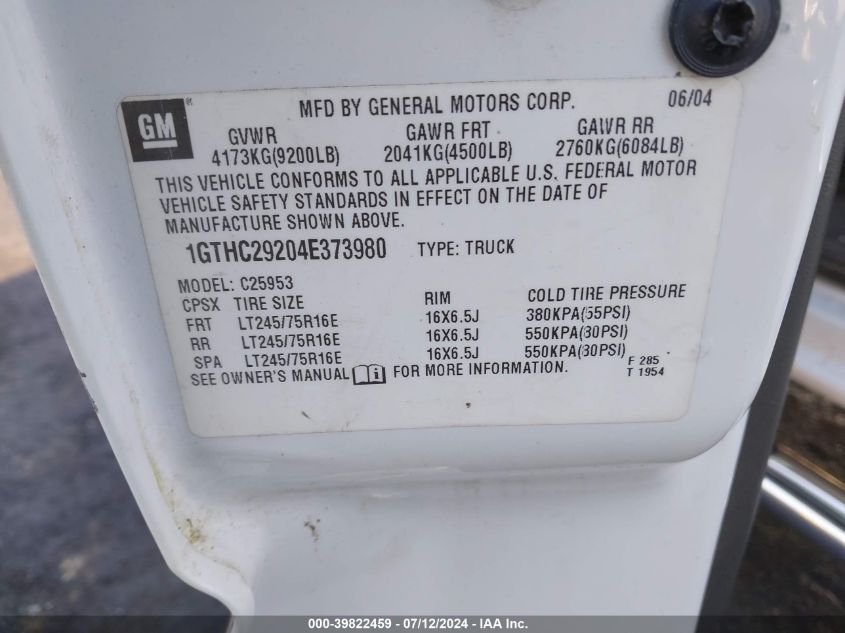 GM
MFD BY GENERAL MOTORS CORP. 06/04
GVWR GAWR FRT GAWR RR
4173KG(9200LB) 2041KG(4500LB) 2760KG(6084LB)
THIS VEHICLE CONFORMS TO ALL APPLICABLE U.S. FEDERAL MOTOR
VEHICLE SAFETY STANDARDS IN EFFECT ON THE DATE OF
MANUFACTURE SHOWN ABOVE.
1GTHC29204E373980 TYPE: TRUCK
MODEL: C25953
CPSX TIRE SIZE RIM COLD TIRE PRESSURE
FRT LT245/75R16E 16X6.5J 380KPA(55PSI)
RR LT245/75R16E 16X6.5J 550KPA(80PSI)
SPA LT245/75R16E 16X6.5J 550KPA(80PSI)
SEE OWNER'S MANUAL FOR MORE INFORMATION.
F 285
T 1954
000-39822459 - 07/12/2024 - IAA Inc.